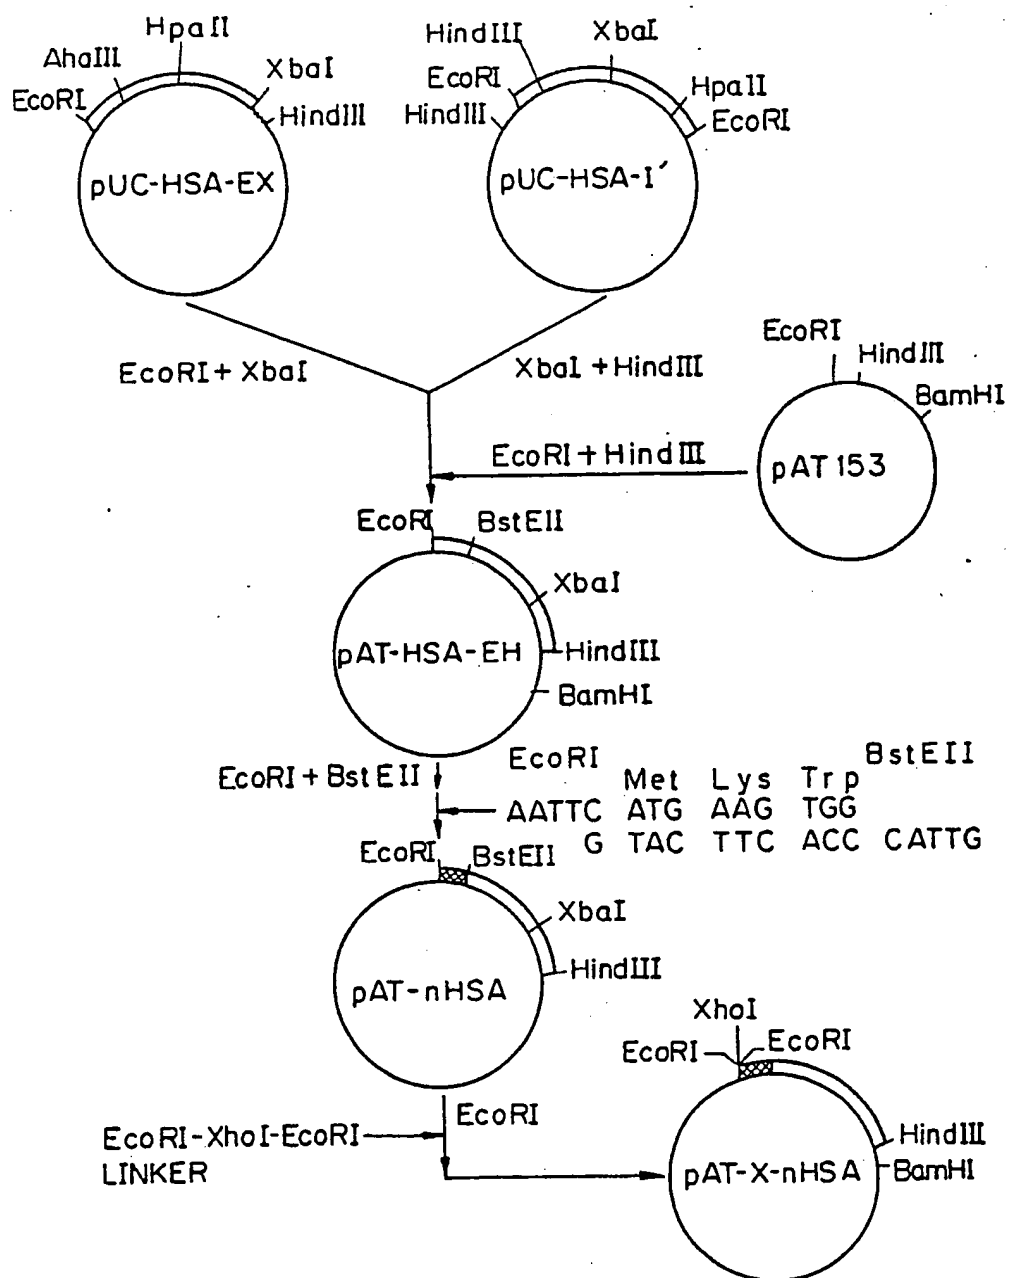 HpaII
AhaIII
XbaI
EcoRI
HindIII
pUC-HSA-EX
HindIII
XbaI
EcoRI
HpaII
HindIII
EcoRI
pUC-HSA-I´
EcoRI + XbaI
XbaI + HindIII
EcoRI
HindIII
BamHI
pAT 153
EcoRI + HindIII
EcoRI
BstEII
XbaI
pAT-HSA-EH
HindIII
BamHI
EcoRI + BstEII
EcoRI
BstEII
Met Lys Trp
AATTC ATG AAG TGG
G TAC TTC ACC CATTG
EcoRI
BstEII
XbaI
HindIII
pAT-nHSA
XhoI
EcoRI
EcoRI
EcoRI
EcoRI-XhoI-EcoRI
LINKER
HindIII
pAT-X-nHSA
BamHI